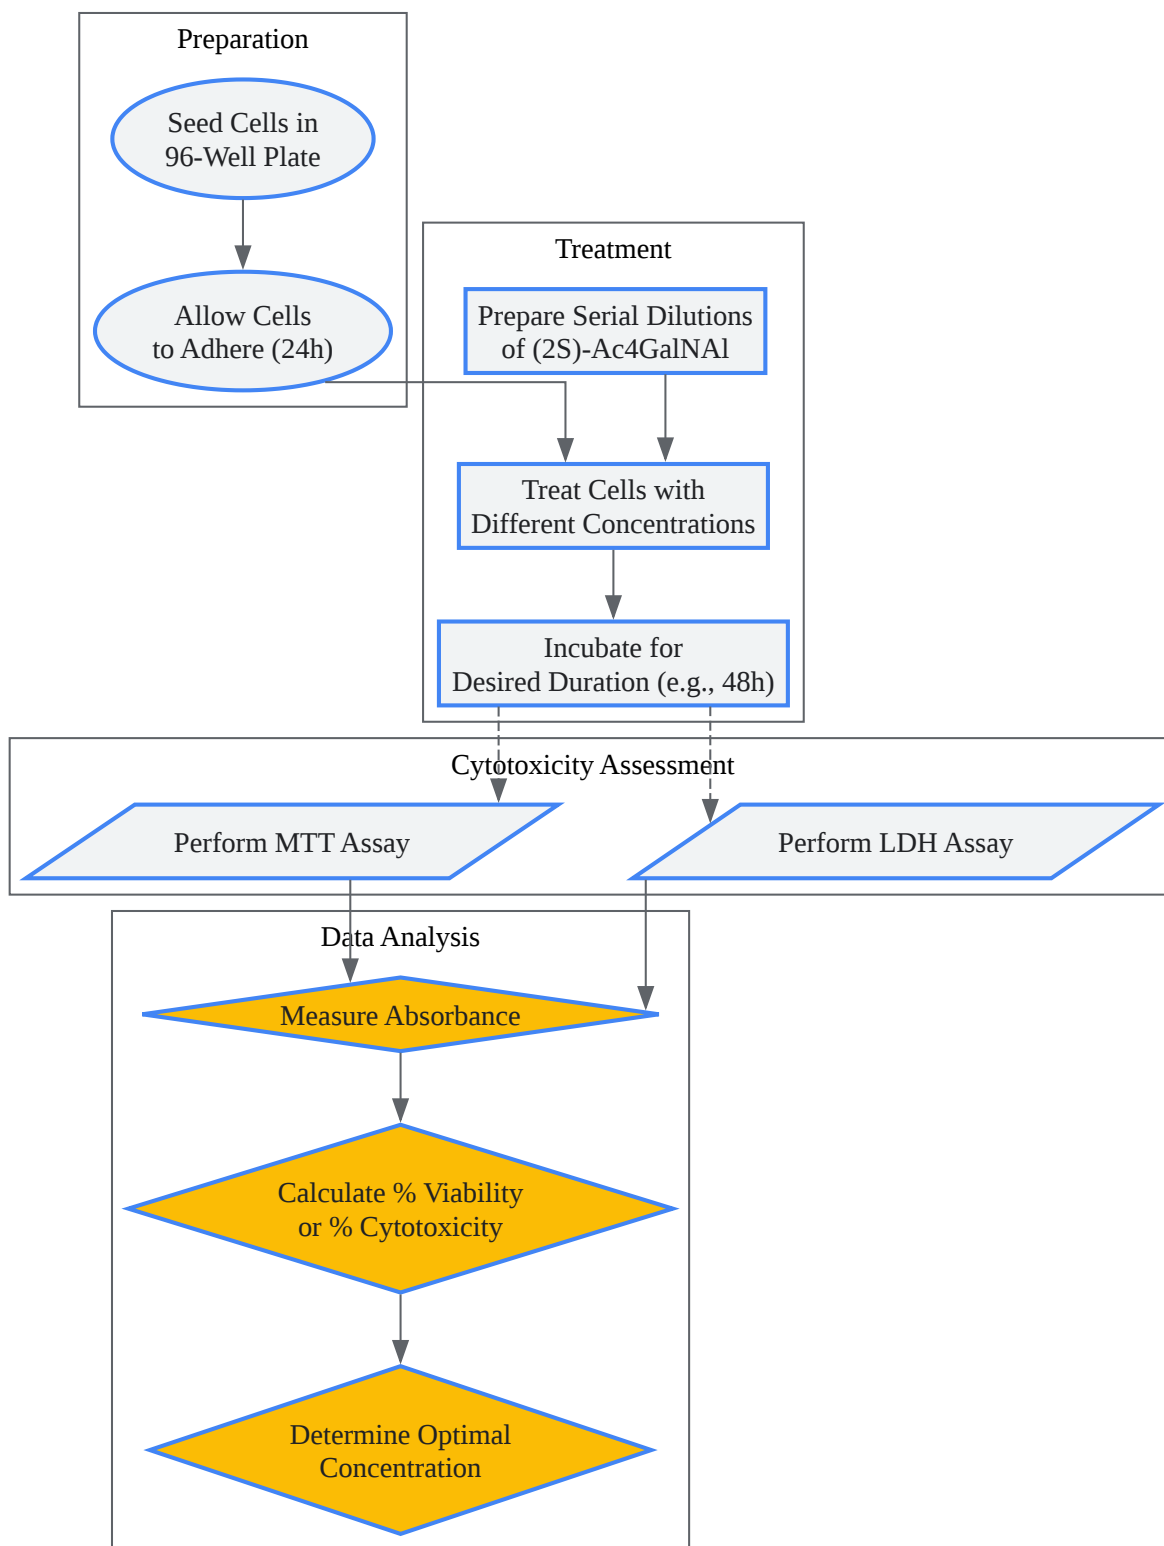 Preparation
Seed Cells in
96-Well Plate
Allow Cells
to Adhere (24h)
Treatment
Prepare Serial Dilutions
of (2S)-Ac4GalNAl
Treat Cells with
Different Concentrations
Incubate for
Desired Duration (e.g., 48h)
Cytotoxicity Assessment
Perform MTT Assay
Perform LDH Assay
Data Analysis
Measure Absorbance
Calculate % Viability
or % Cytotoxicity
Determine Optimal
Concentration